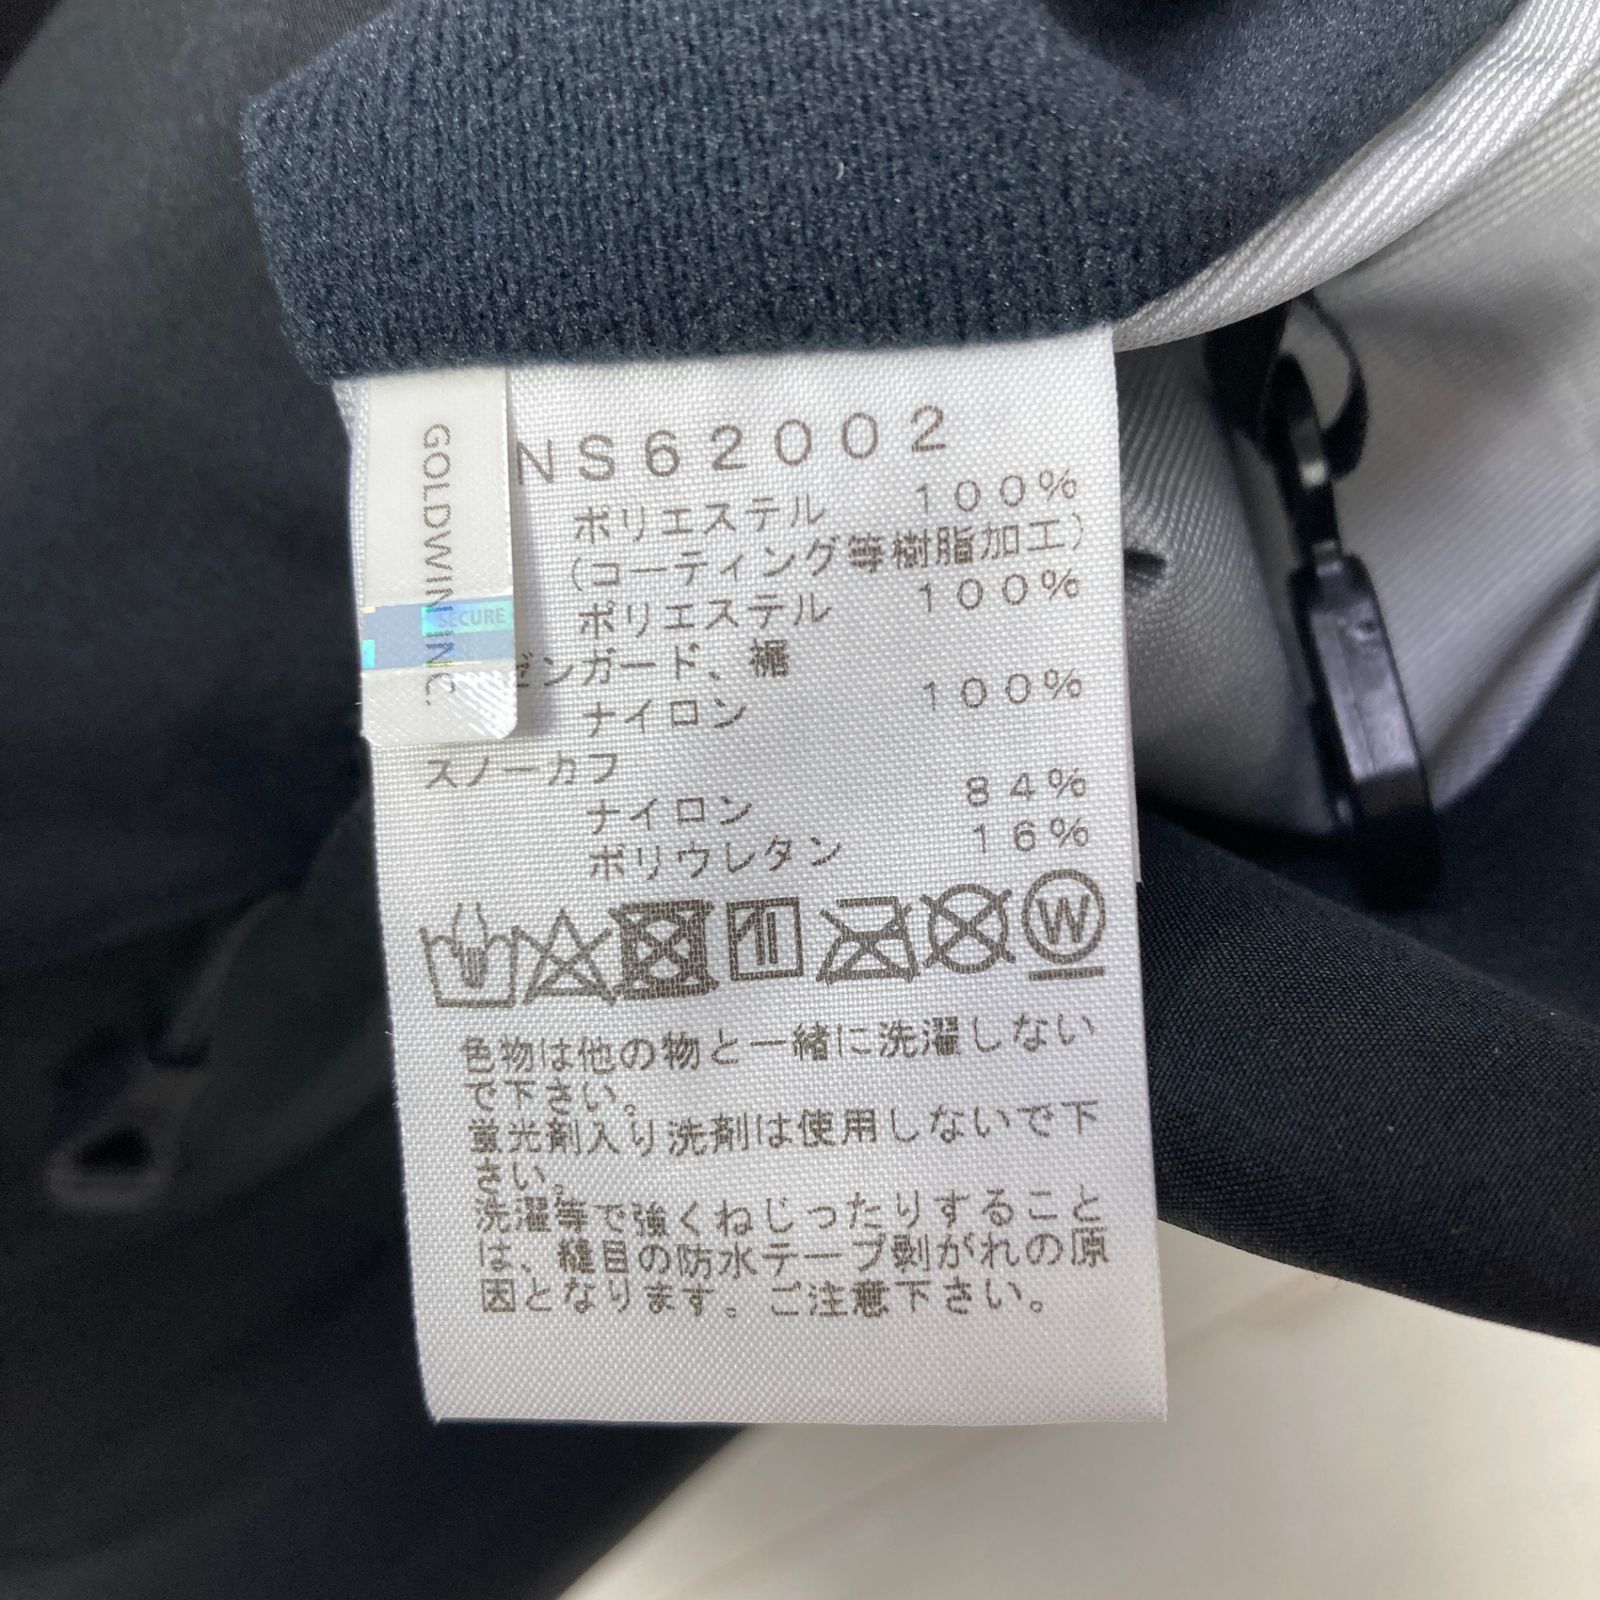 GOLDWIN INC.
SECURE
NS62002
ポリエステル 100%
(コーティング等樹脂加工)
ポリエステル 100%
ンガード、裾
ナイロン 100%
スノーカフ
ナイロン 84%
ポリウレタン 16%
W
色物は他の物と一緒に洗濯しない
で下さい。
蛍光剤入り洗剤は使用しないで下
さい。
洗濯等で強くねじったりすること
は、縫目の防水テープ剥がれの原
因となります。ご注意下さい。